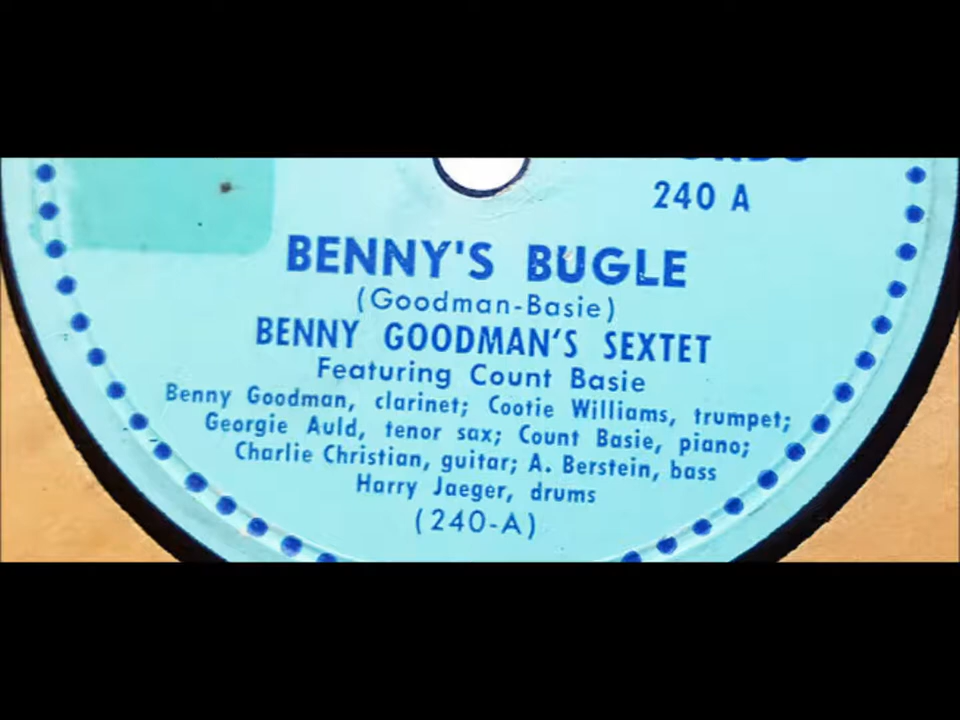 240 A
BENNY'S BUGLE
(Goodman-Basie)
BENNY GOODMAN'S SEXTET
Featuring Count Basie
Benny Goodman, clarinet; Cootie Williams, trumpet;
Georgie Auld, tenor sax; Count Basie, piano;
Charlie Christian, guitar; A. Berstein, bass
Harry Jaeger, drums
(240-A)